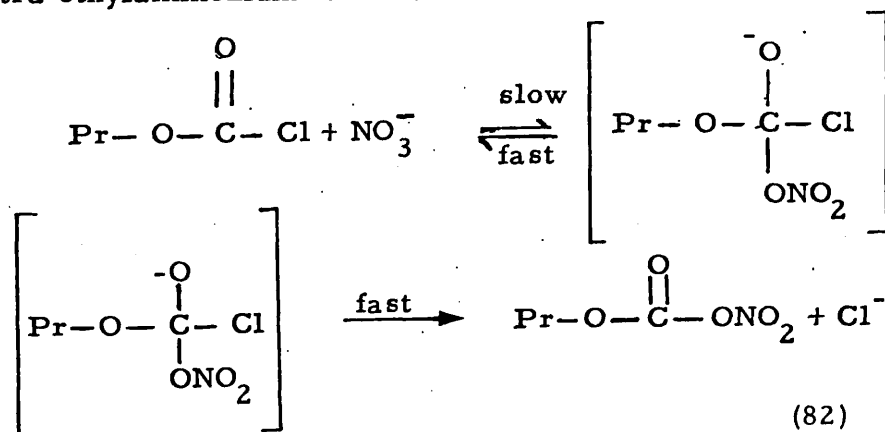 O
Pr— O— C— Cl + NO3⁻ slow fast ⁻O Pr— O— C— Cl ONO2
-O
Pr—O— C— Cl fast Pr—O—C—ONO2 + Cl⁻
ONO2 O
(82)